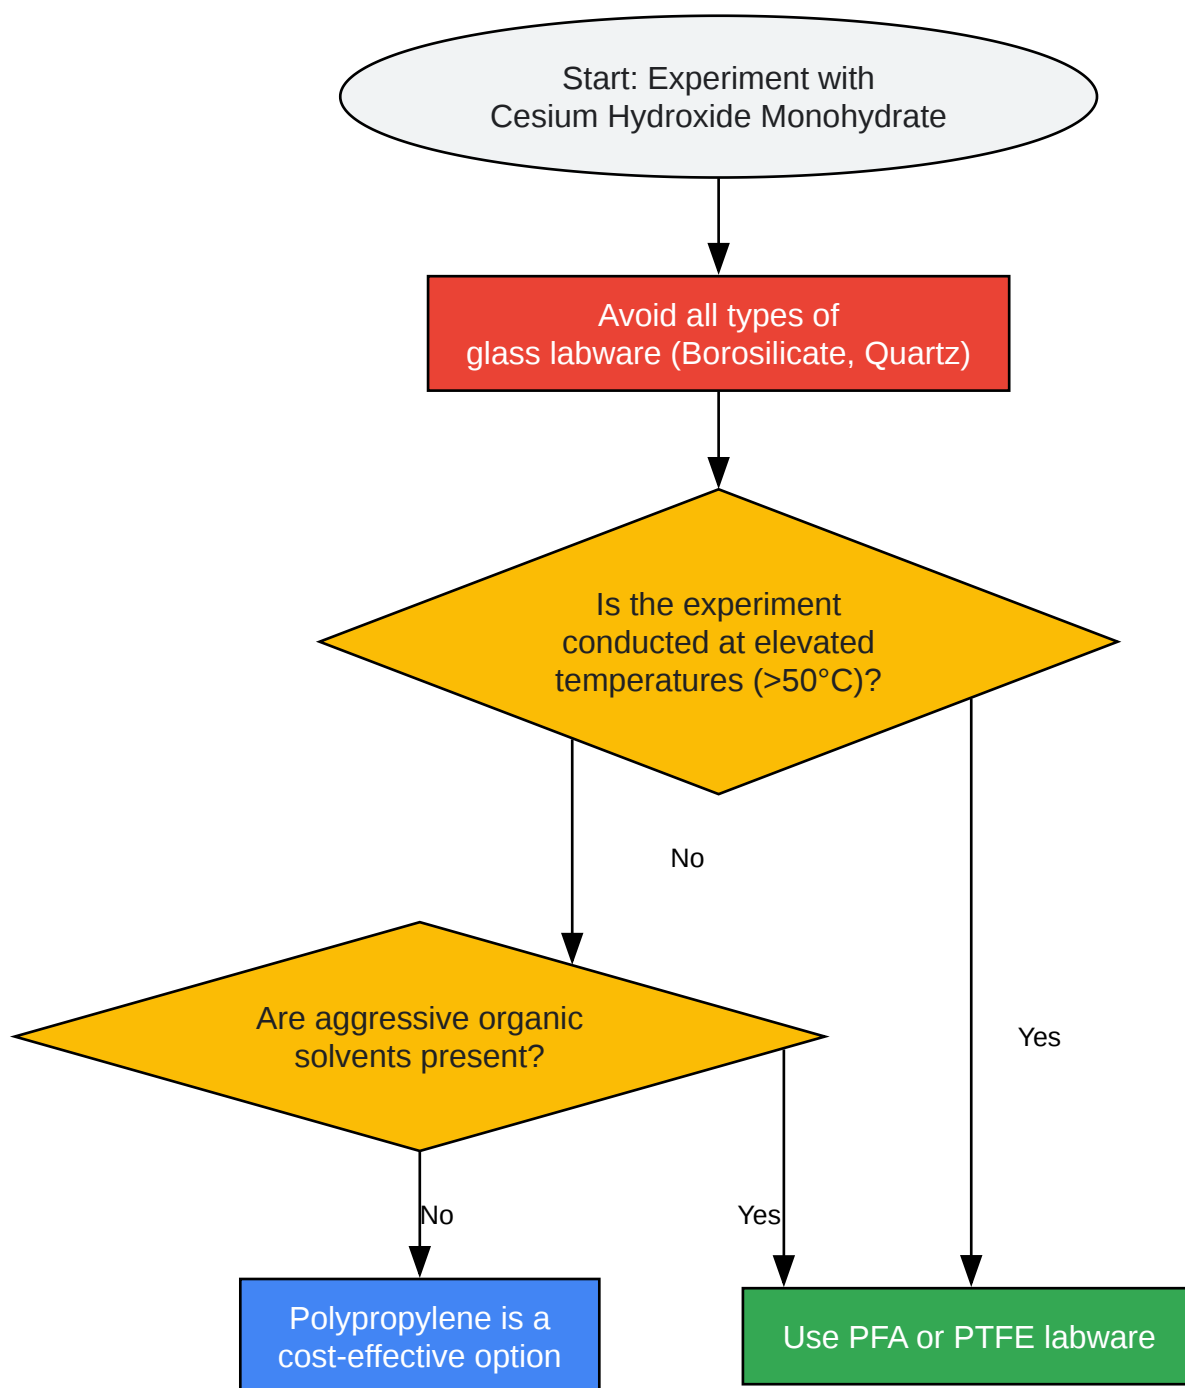 Start: Experiment with
Cesium Hydroxide Monohydrate
Avoid all types of
glass labware (Borosilicate, Quartz)
Is the experiment
conducted at elevated
temperatures (>50°C)?
No
Are aggressive organic
solvents present?
Yes
No
Yes
Polypropylene is a
cost-effective option
Use PFA or PTFE labware